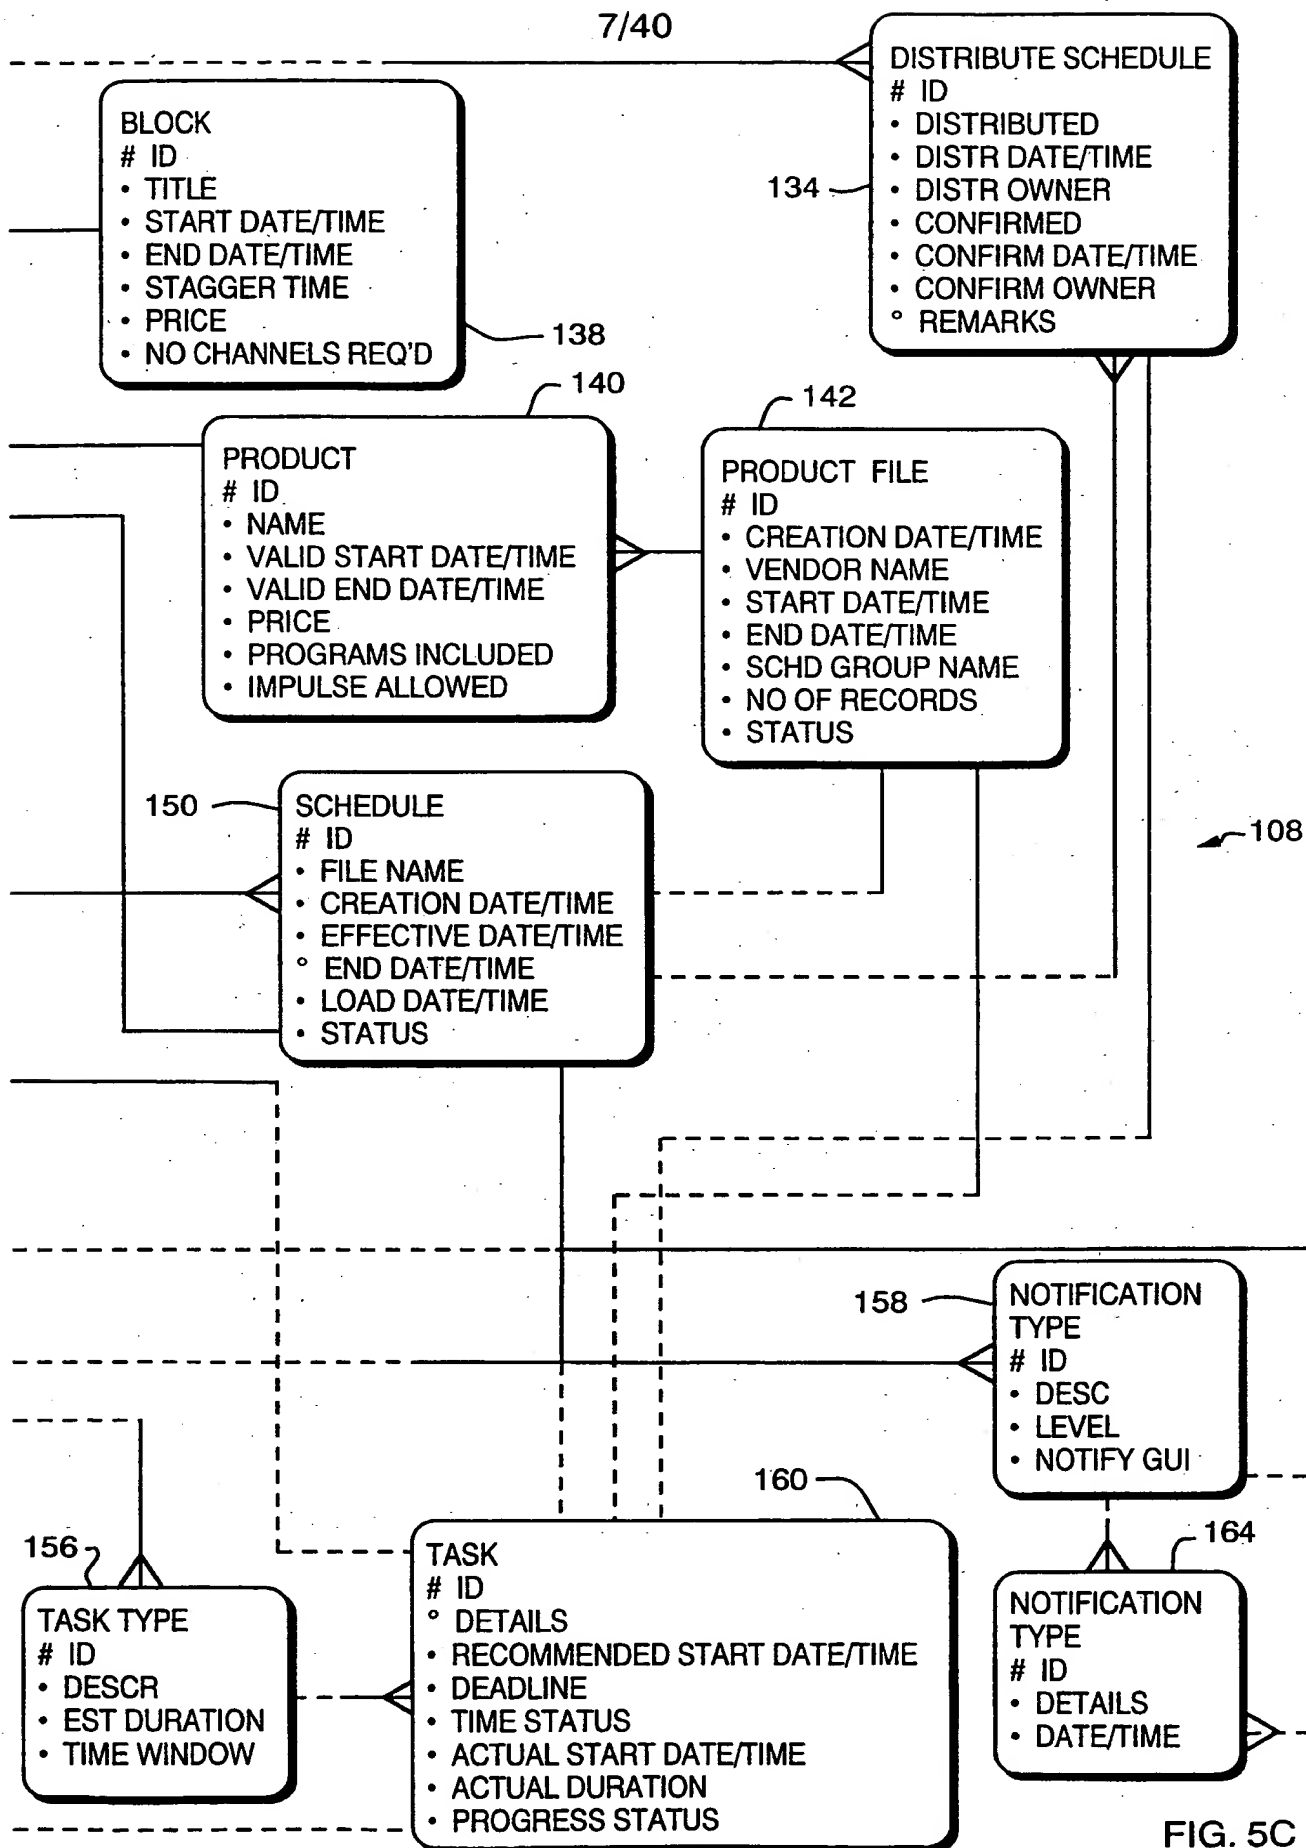 7/40
DISTRIBUTE SCHEDULE
# ID
• DISTRIBUTED
• DISTR DATE/TIME
• DISTR OWNER
• CONFIRMED
• CONFIRM DATE/TIME
• CONFIRM OWNER
° REMARKS
134
BLOCK
# ID
• TITLE
• START DATE/TIME
• END DATE/TIME
• STAGGER TIME
• PRICE
• NO CHANNELS REQ'D
138
140
PRODUCT
# ID
• NAME
• VALID START DATE/TIME
• VALID END DATE/TIME
• PRICE
• PROGRAMS INCLUDED
• IMPULSE ALLOWED
142
PRODUCT FILE
# ID
• CREATION DATE/TIME
• VENDOR NAME
• START DATE/TIME
• END DATE/TIME
• SCHD GROUP NAME
• NO OF RECORDS
• STATUS
150
SCHEDULE
# ID
• FILE NAME
• CREATION DATE/TIME
• EFFECTIVE DATE/TIME
° END DATE/TIME
• LOAD DATE/TIME
• STATUS
108
158
NOTIFICATION
TYPE
# ID
• DESC
• LEVEL
• NOTIFY GUI
156
TASK TYPE
# ID
• DESCR
• EST DURATION
• TIME WINDOW
160
TASK
# ID
° DETAILS
• RECOMMENDED START DATE/TIME
• DEADLINE
• TIME STATUS
• ACTUAL START DATE/TIME
• ACTUAL DURATION
• PROGRESS STATUS
164
NOTIFICATION
TYPE
# ID
• DETAILS
• DATE/TIME
FIG. 5C